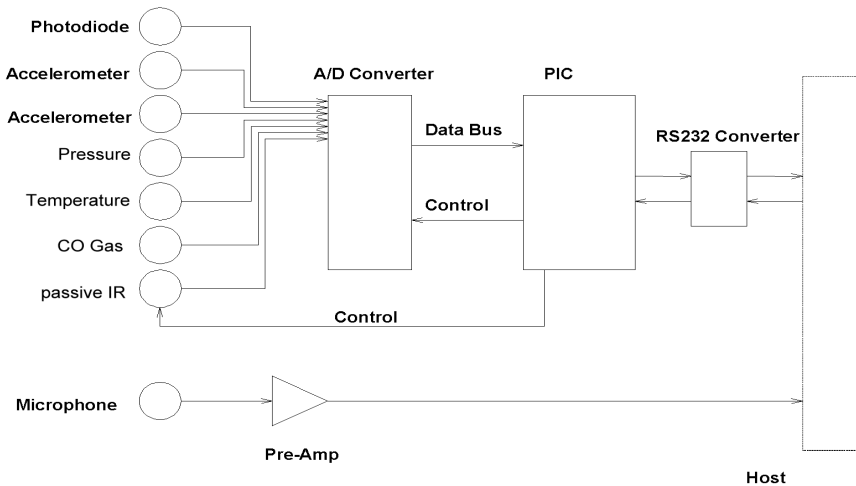 Photodiode
Accelerometer
Accelerometer
Pressure
Temperature
CO Gas
passive IR
Microphone
A/D Converter
PIC
RS232 Converter
Data Bus
Control
Control
Pre-Amp
Host